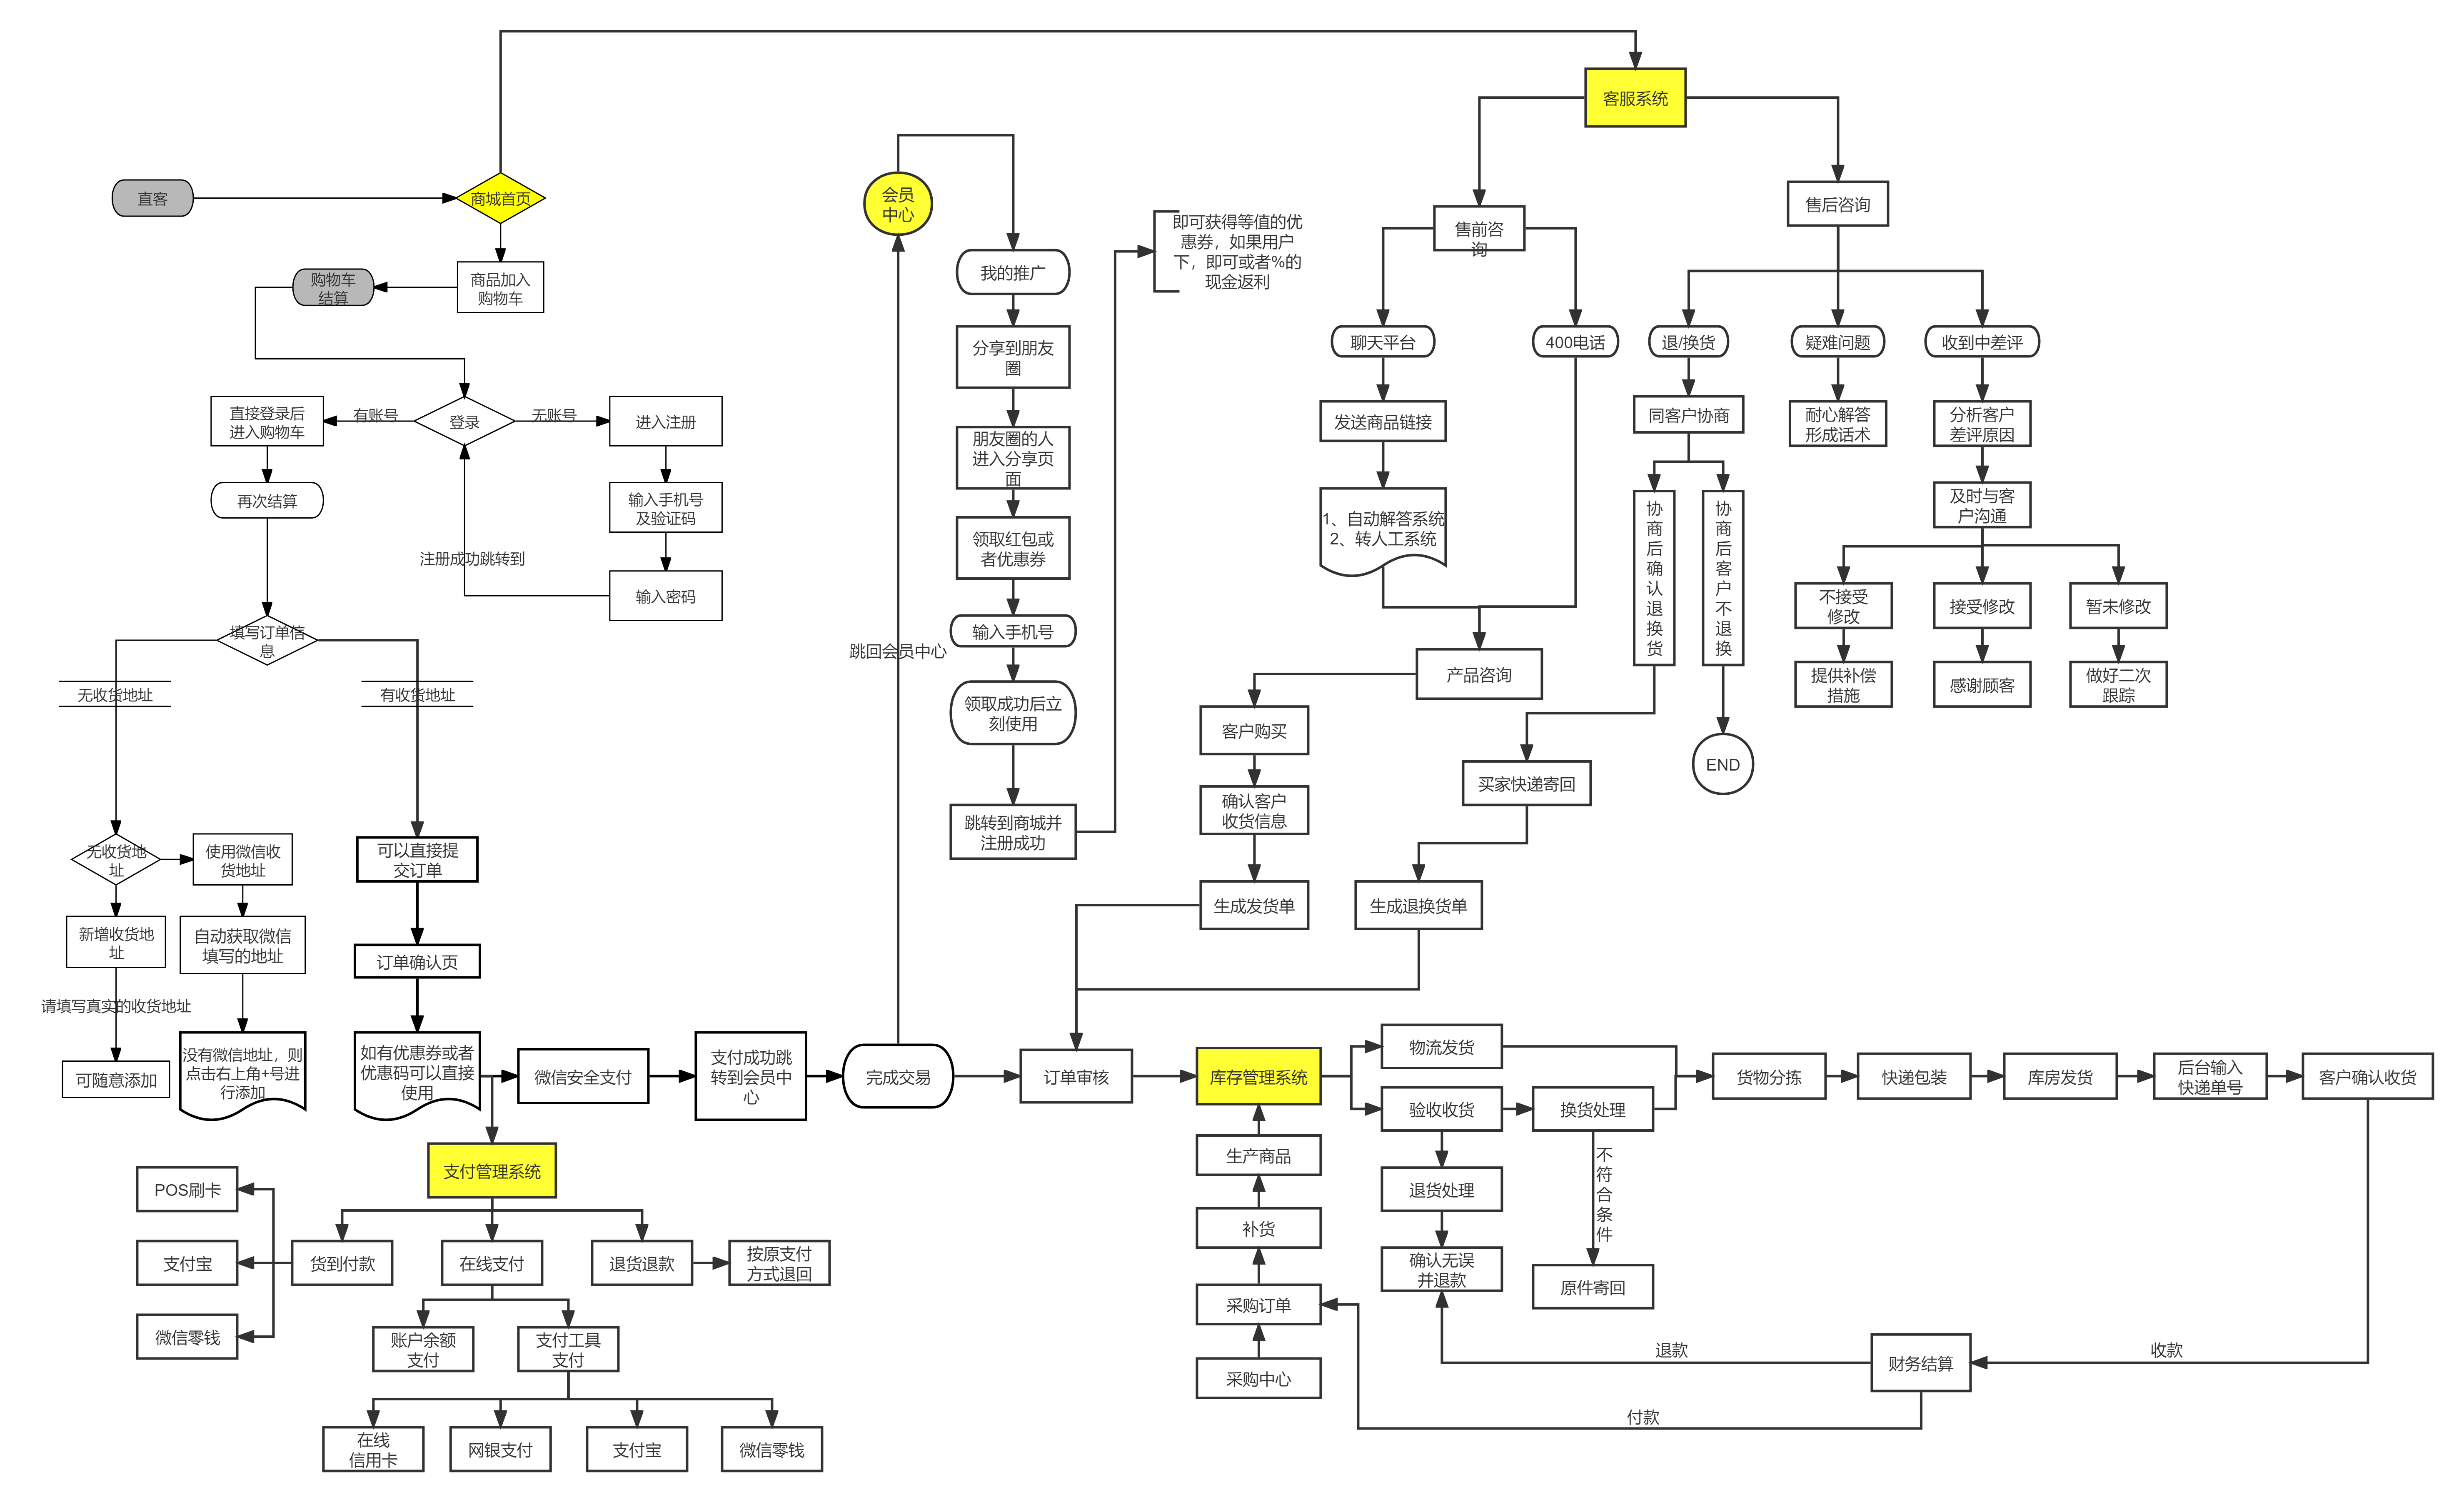 客服系统
直客
商城首页
会员
中心
售后咨询
即可获得等值的优
惠券，如果用户
下，即可或者%的
现金返利
售前咨
询
商品加入
购物车
购物车
结算
我的推广
分享到朋友
圈
聊天平台
400电话
退/换货
疑难问题
收到中差评
直接登录后
进入购物车
有账号
登录
无账号
进入注册
朋友圈的人
进入分享页
面
发送商品链接
同客户协商
耐心解答
形成话术
分析客户
差评原因
再次结算
输入手机号
及验证码
领取红包或
者优惠券
1、自动解答系统
2、转人工系统
协
商
后
确
认
退
换
货
协
商
后
客
户
不
退
换
及时与客
户沟通
注册成功跳转到
输入密码
不接受
修改
接受修改
暂未修改
填写订单信
息
输入手机号
跳回会员中心
产品咨询
提供补偿
措施
感谢顾客
做好二次
跟踪
无收货地址
有收货地址
领取成功后立
刻使用
客户购买
END
买家快递寄回
确认客户
收货信息
跳转到商城并
注册成功
无收货地
址
使用微信收
货地址
可以直接提
交订单
生成发货单
生成退换货单
新增收货地
址
自动获取微信
填写的地址
订单确认页
请填写真实的收货地址
可随意添加
没有微信地址，则
点击右上角+号进
行添加
如有优惠券或者
优惠码可以直接
使用
微信安全支付
支付成功跳
转到会员中
心
完成交易
订单审核
库存管理系统
物流发货
货物分拣
快递包装
库房发货
后台输入
快递单号
客户确认收货
验收收货
换货处理
生产商品
不
符
合
条
件
支付管理系统
POS刷卡
退货处理
补货
支付宝
货到付款
在线支付
退货退款
按原支付
方式退回
确认无误
并退款
原件寄回
采购订单
微信零钱
账户余额
支付
支付工具
支付
退款
财务结算
收款
采购中心
付款
在线
信用卡
网银支付
支付宝
微信零钱